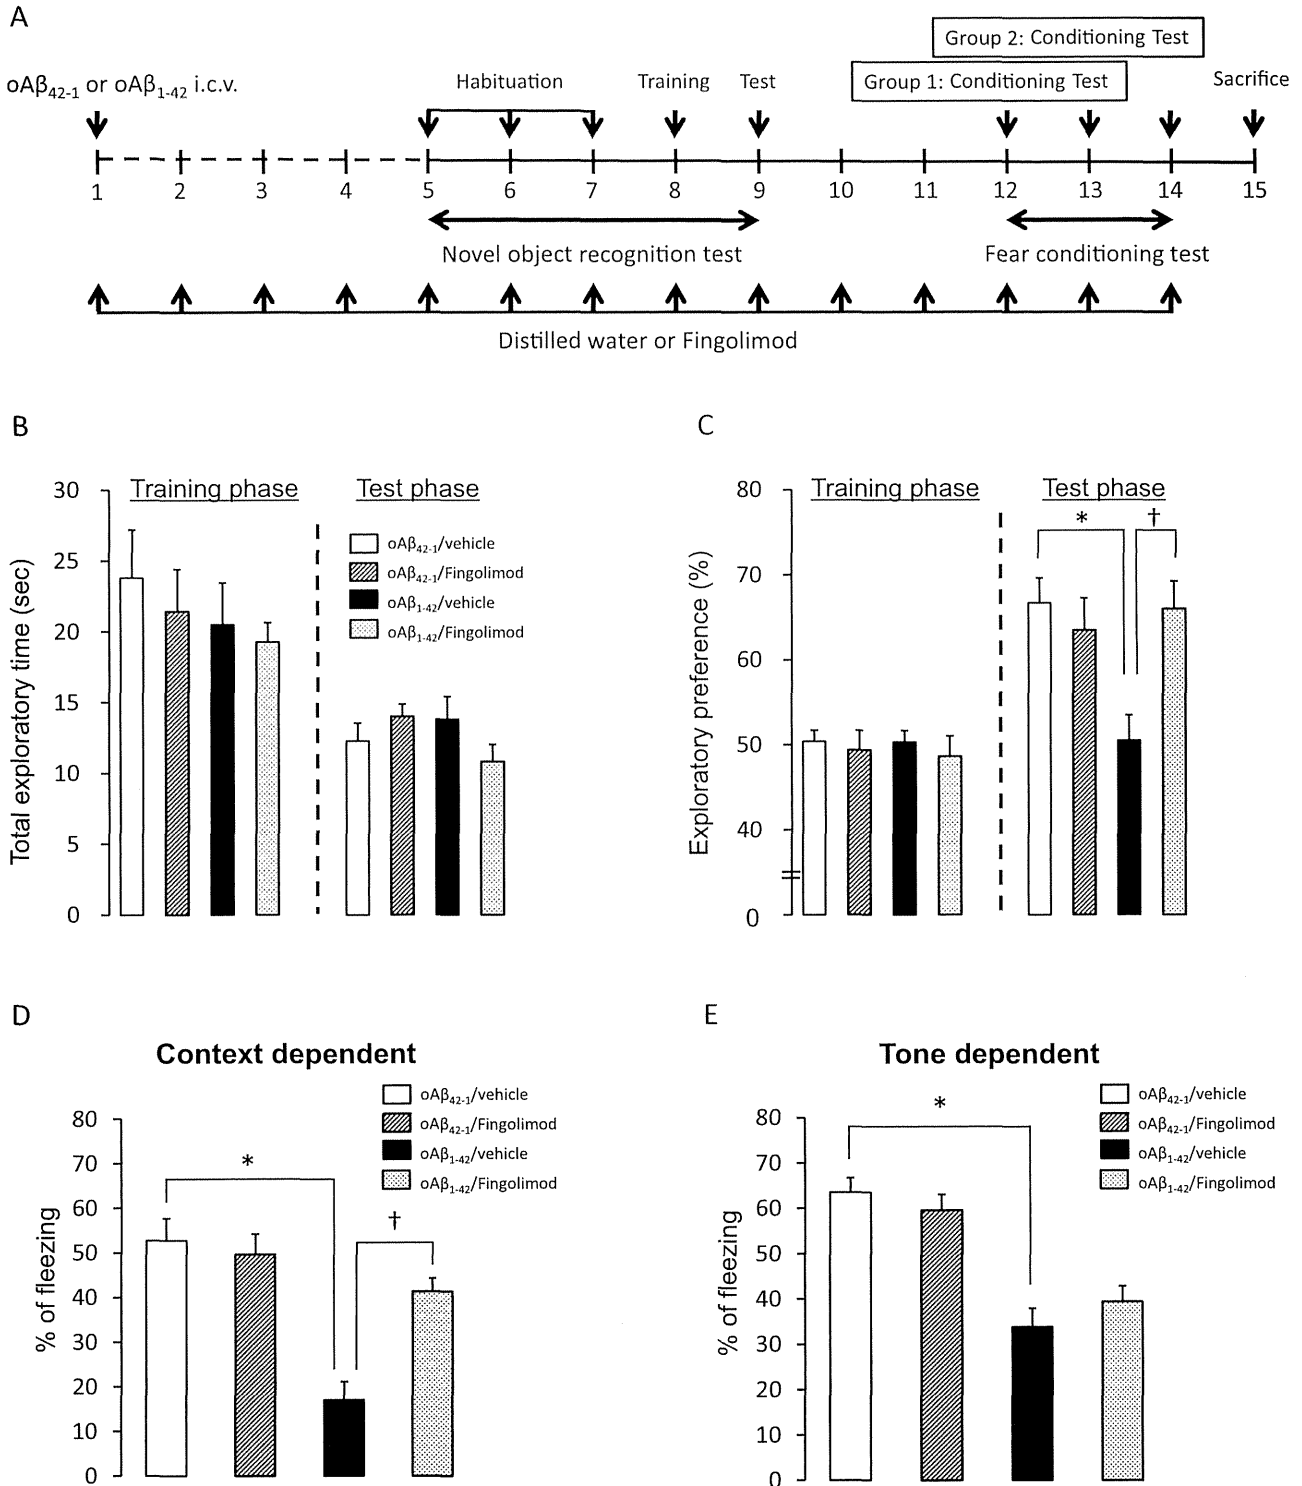 A
Group 2: Conditioning Test
Group 1: Conditioning Test
oAβ42-1 or oAβ1-42 i.c.v.
Habituation
Training
Test
Sacrifice
1 2 3 4 5 6 7 8 9 10 11 12 13 14 15
Novel object recognition test
Fear conditioning test
Distilled water or Fingolimod
B
Total exploratory time (sec)
30
25
20
15
10
5
0
Training phase
Test phase
oAβ42-1/vehicle
oAβ42-1/Fingolimod
oAβ1-42/vehicle
oAβ1-42/Fingolimod
C
Exploratory preference (%)
80
70
60
50
40
0
Training phase
Test phase
* †
D
Context dependent
oAβ42-1/vehicle
oAβ42-1/Fingolimod
oAβ1-42/vehicle
oAβ1-42/Fingolimod
% of fleezing
80
70
60
50
40
30
20
10
0
*
†
E
Tone dependent
oAβ42-1/vehicle
oAβ42-1/Fingolimod
oAβ1-42/vehicle
oAβ1-42/Fingolimod
% of fleezing
80
70
60
50
40
30
20
10
0
*